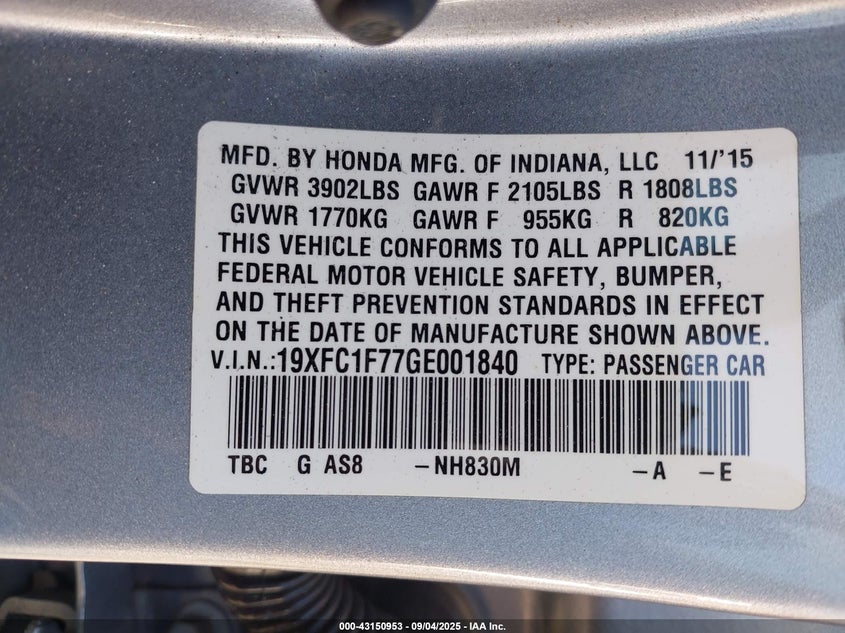 MFD. BY HONDA MFG. OF INDIANA, LLC 11/'15
GVWR 3902LBS GAWR F 2105LBS R 1808LBS
GVWR 1770KG GAWR F 955KG R 820KG
THIS VEHICLE CONFORMS TO ALL APPLICABLE
FEDERAL MOTOR VEHICLE SAFETY, BUMPER,
AND THEFT PREVENTION STANDARDS IN EFFECT
ON THE DATE OF MANUFACTURE SHOWN ABOVE.
V.I.N.:19XFC1F77GE001840 TYPE: PASSENGER CAR
TBC G AS8 –NH830M –A –E
000-43150953 | 09/04/2025 - IAA Inc.